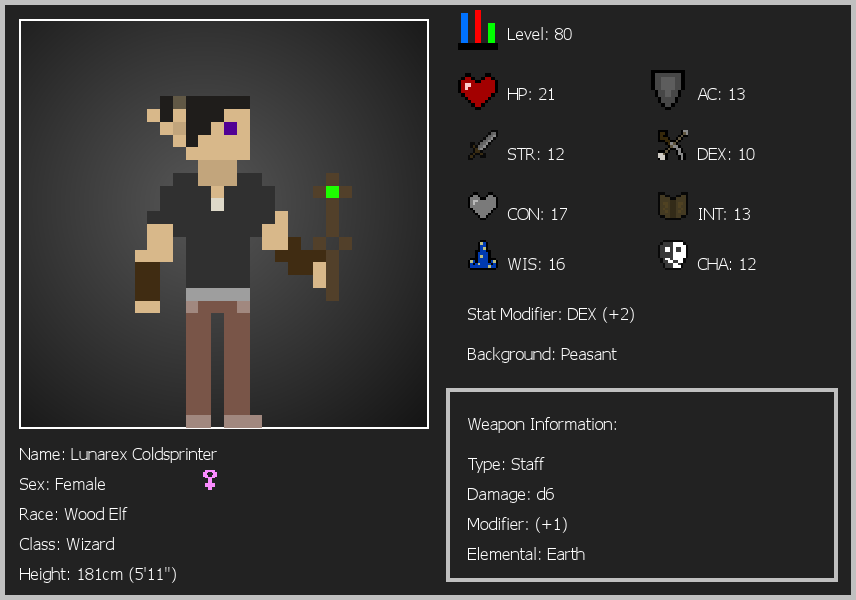 Level: 80
HP: 21
AC: 13
STR: 12
DEX: 10
CON: 17
INT: 13
WIS: 16
CHA: 12
Stat Modifier: DEX (+2)
Background: Peasant
Weapon Information:
Type: Staff
Damage: d6
Modifier: (+1)
Elemental: Earth
Name: Lunarex Coldsprinter
Sex: Female
Race: Wood Elf
Class: Wizard
Height: 181cm (5'11")